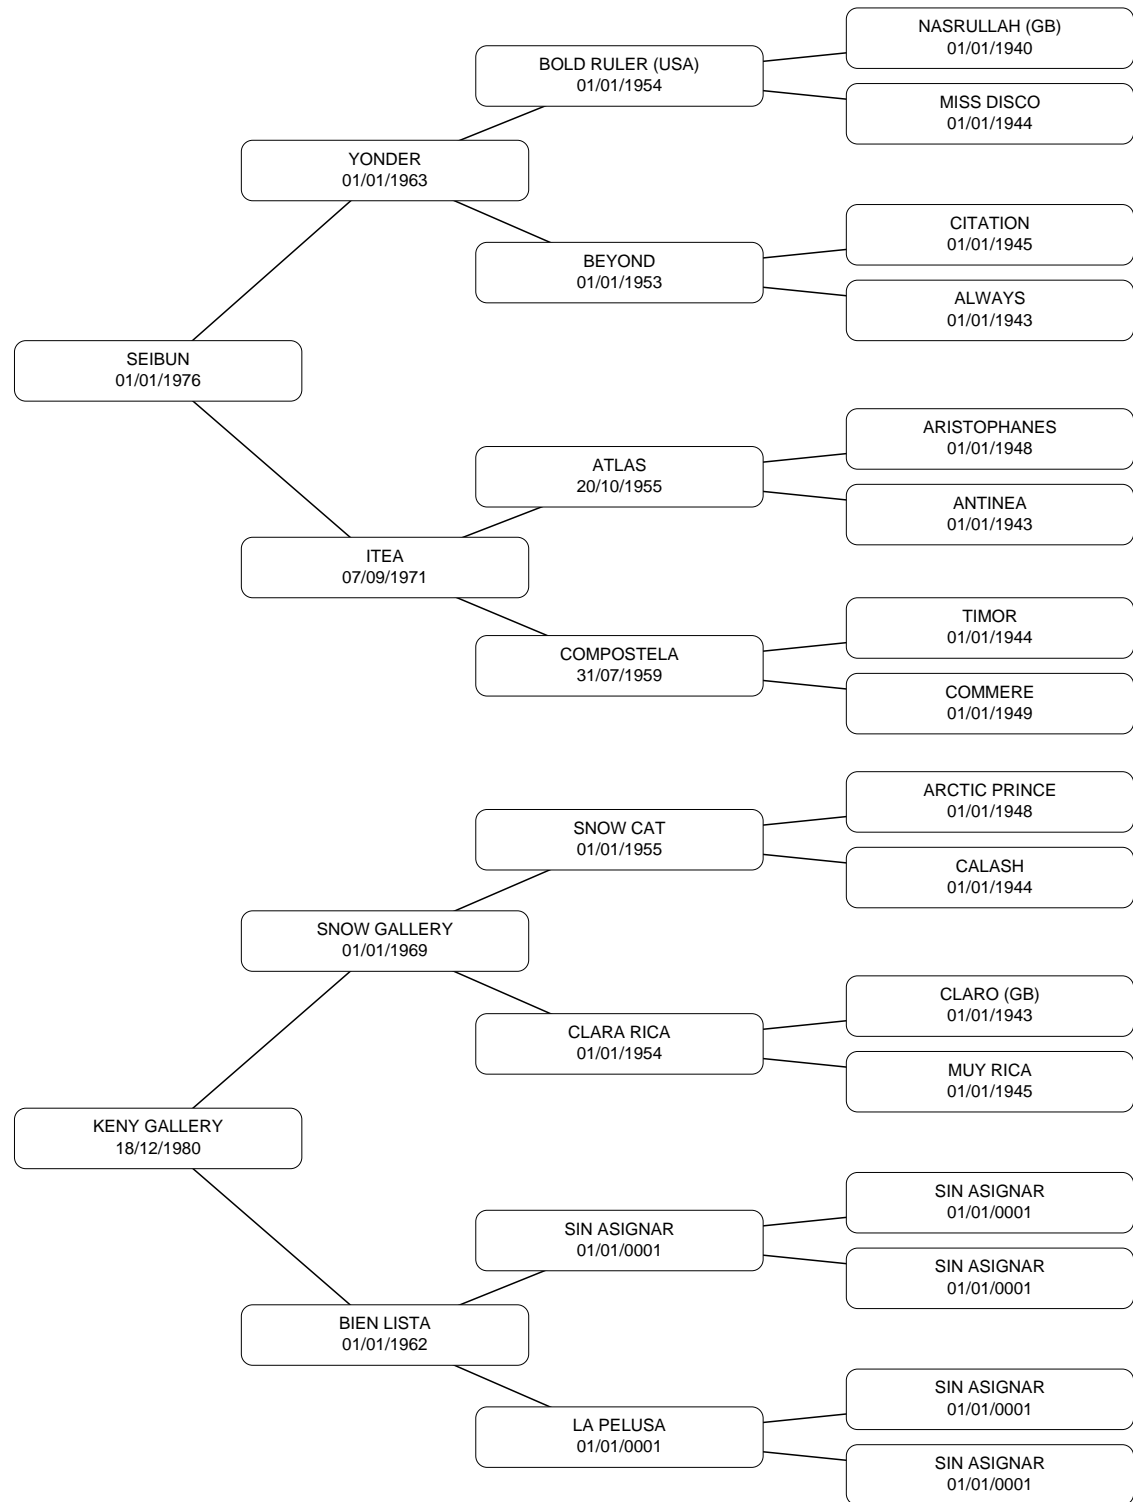 NASRULLAH (GB)
01/01/1940
BOLD RULER (USA)
01/01/1954
MISS DISCO
01/01/1944
YONDER
01/01/1963
CITATION
01/01/1945
BEYOND
01/01/1953
ALWAYS
01/01/1943
SEIBUN
01/01/1976
ARISTOPHANES
01/01/1948
ATLAS
20/10/1955
ANTINEA
01/01/1943
ITEA
07/09/1971
TIMOR
01/01/1944
COMPOSTELA
31/07/1959
COMMERE
01/01/1949
ARCTIC PRINCE
01/01/1948
SNOW CAT
01/01/1955
CALASH
01/01/1944
SNOW GALLERY
01/01/1969
CLARO (GB)
01/01/1943
CLARA RICA
01/01/1954
MUY RICA
01/01/1945
KENY GALLERY
18/12/1980
SIN ASIGNAR
01/01/0001
SIN ASIGNAR
01/01/0001
SIN ASIGNAR
01/01/0001
BIEN LISTA
01/01/1962
SIN ASIGNAR
01/01/0001
LA PELUSA
01/01/0001
SIN ASIGNAR
01/01/0001